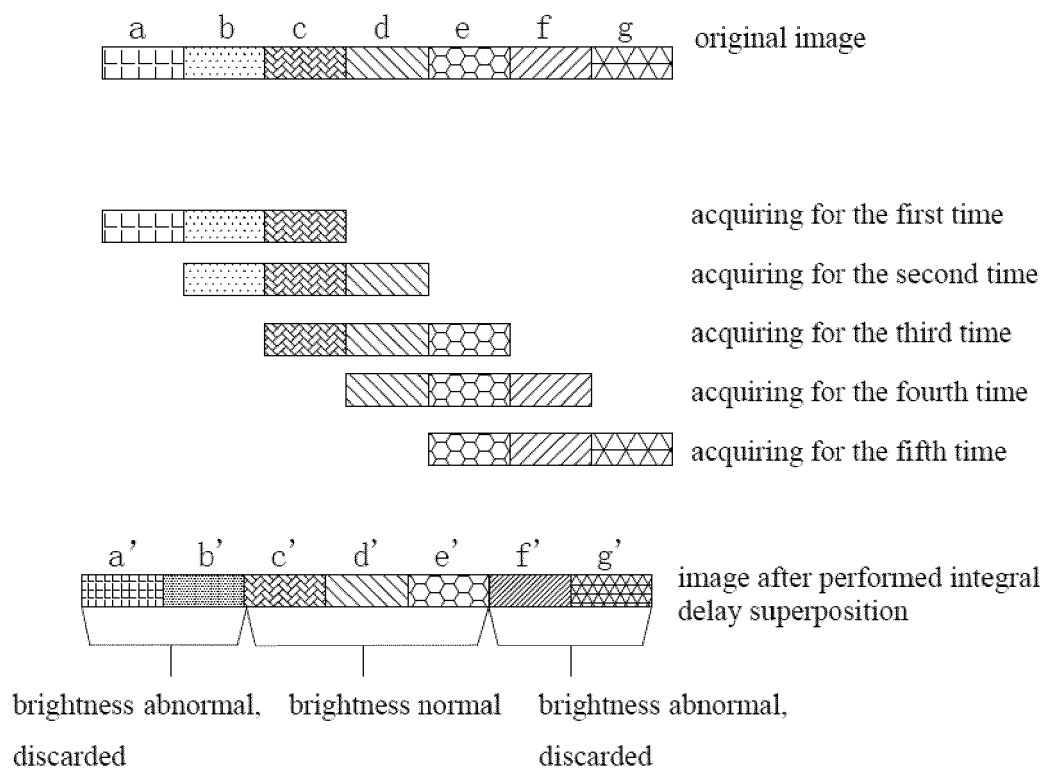 a b c d e f g
original image
acquiring for the first time
acquiring for the second time
acquiring for the third time
acquiring for the fourth time
acquiring for the fifth time
a' b' c' d' e' f' g'
image after performed integral
delay superposition
brightness abnormal,
discarded
brightness normal
brightness abnormal,
discarded